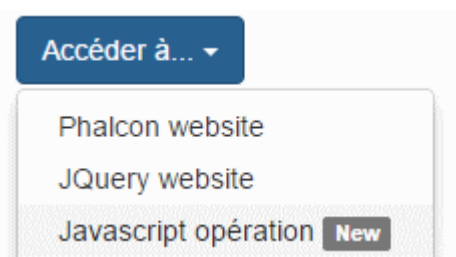 Accéder à...
Phalcon website
JQuery website
Javascript opération New